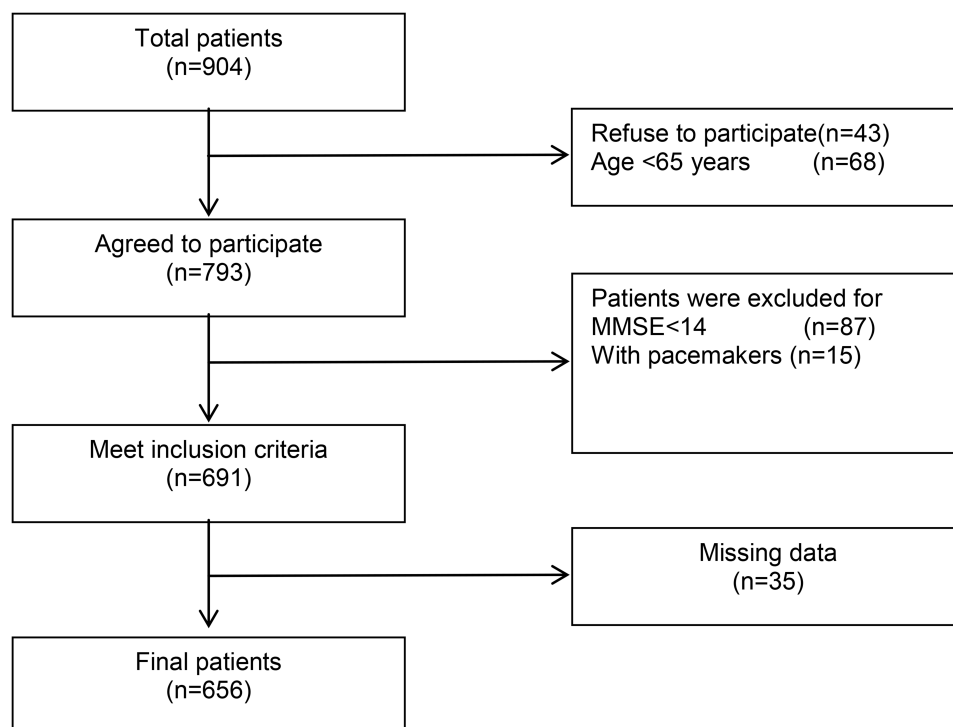 Total patients
(n=904)
Refuse to participate(n=43)
Age <65 years (n=68)
Agreed to participate
(n=793)
Patients were excluded for
MMSE<14 (n=87)
With pacemakers (n=15)
Meet inclusion criteria
(n=691)
Missing data
(n=35)
Final patients
(n=656)